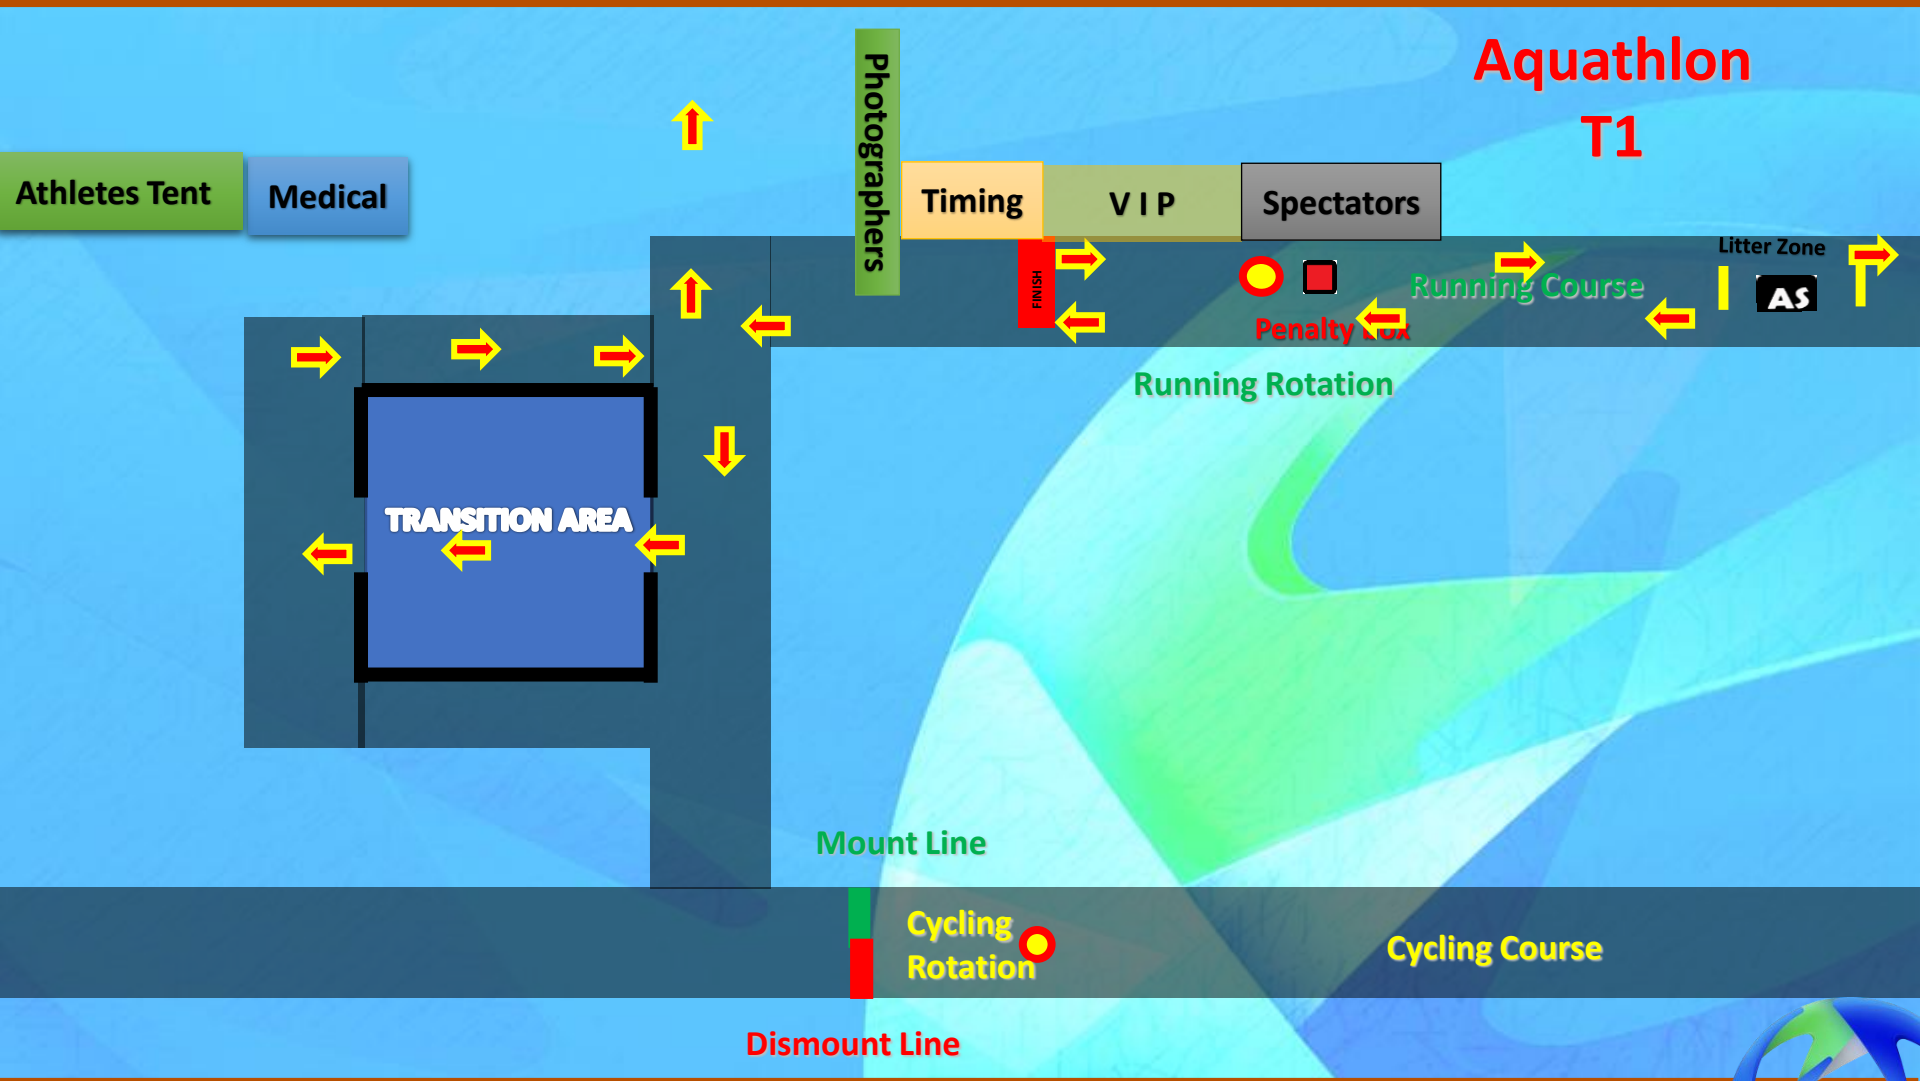 Aquathlon
T1
Photographers
Athletes Tent
Medical
Timing
V I P
Spectators
Litter Zone
FINISH
AS
Running Course
Penalty Box
Running Rotation
TRANSITION AREA
Mount Line
Cycling
Rotation
Cycling Course
Dismount Line